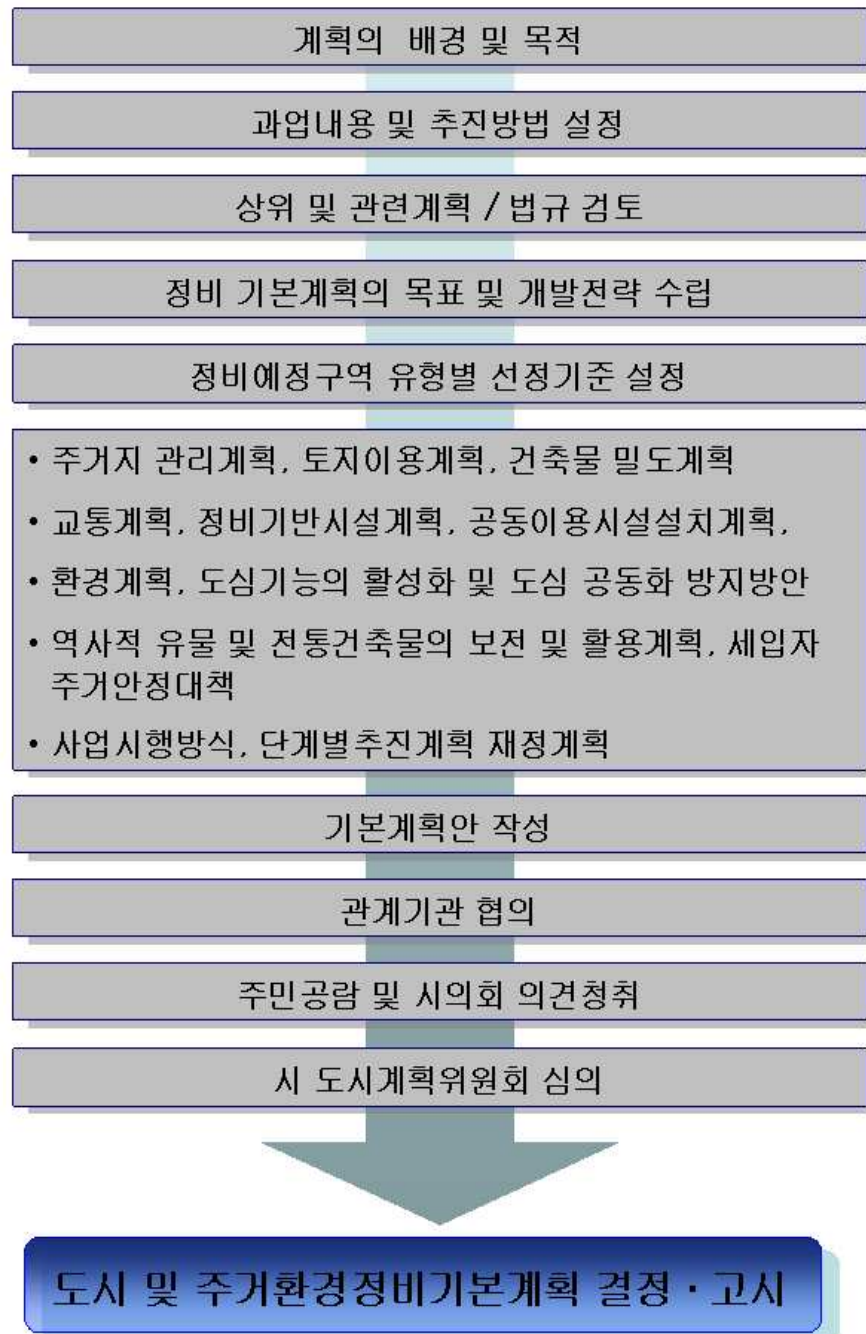 계획의 배경 및 목적
과업내용 및 추진방법 설정
상위 및 관련계획 / 법규 검토
정비 기본계획의 목표 및 개발전략 수립
정비예정구역 유형별 선정기준 설정
• 주거지 관리계획, 토지이용계획, 건축물 밀도계획
• 교통계획, 정비기반시설계획, 공동이용시설설치계획,
• 환경계획, 도심기능의 활성화 및 도심 공동화 방지방안
• 역사적 유물 및 전통건축물의 보전 및 활용계획, 세입자
주거안정대책
• 사업시행방식, 단계별추진계획 재정계획
기본계획안 작성
관계기관 협의
주민공람 및 시의회 의견청취
시 도시계획위원회 심의
도시 및 주거환경정비기본계획 결정 · 고시